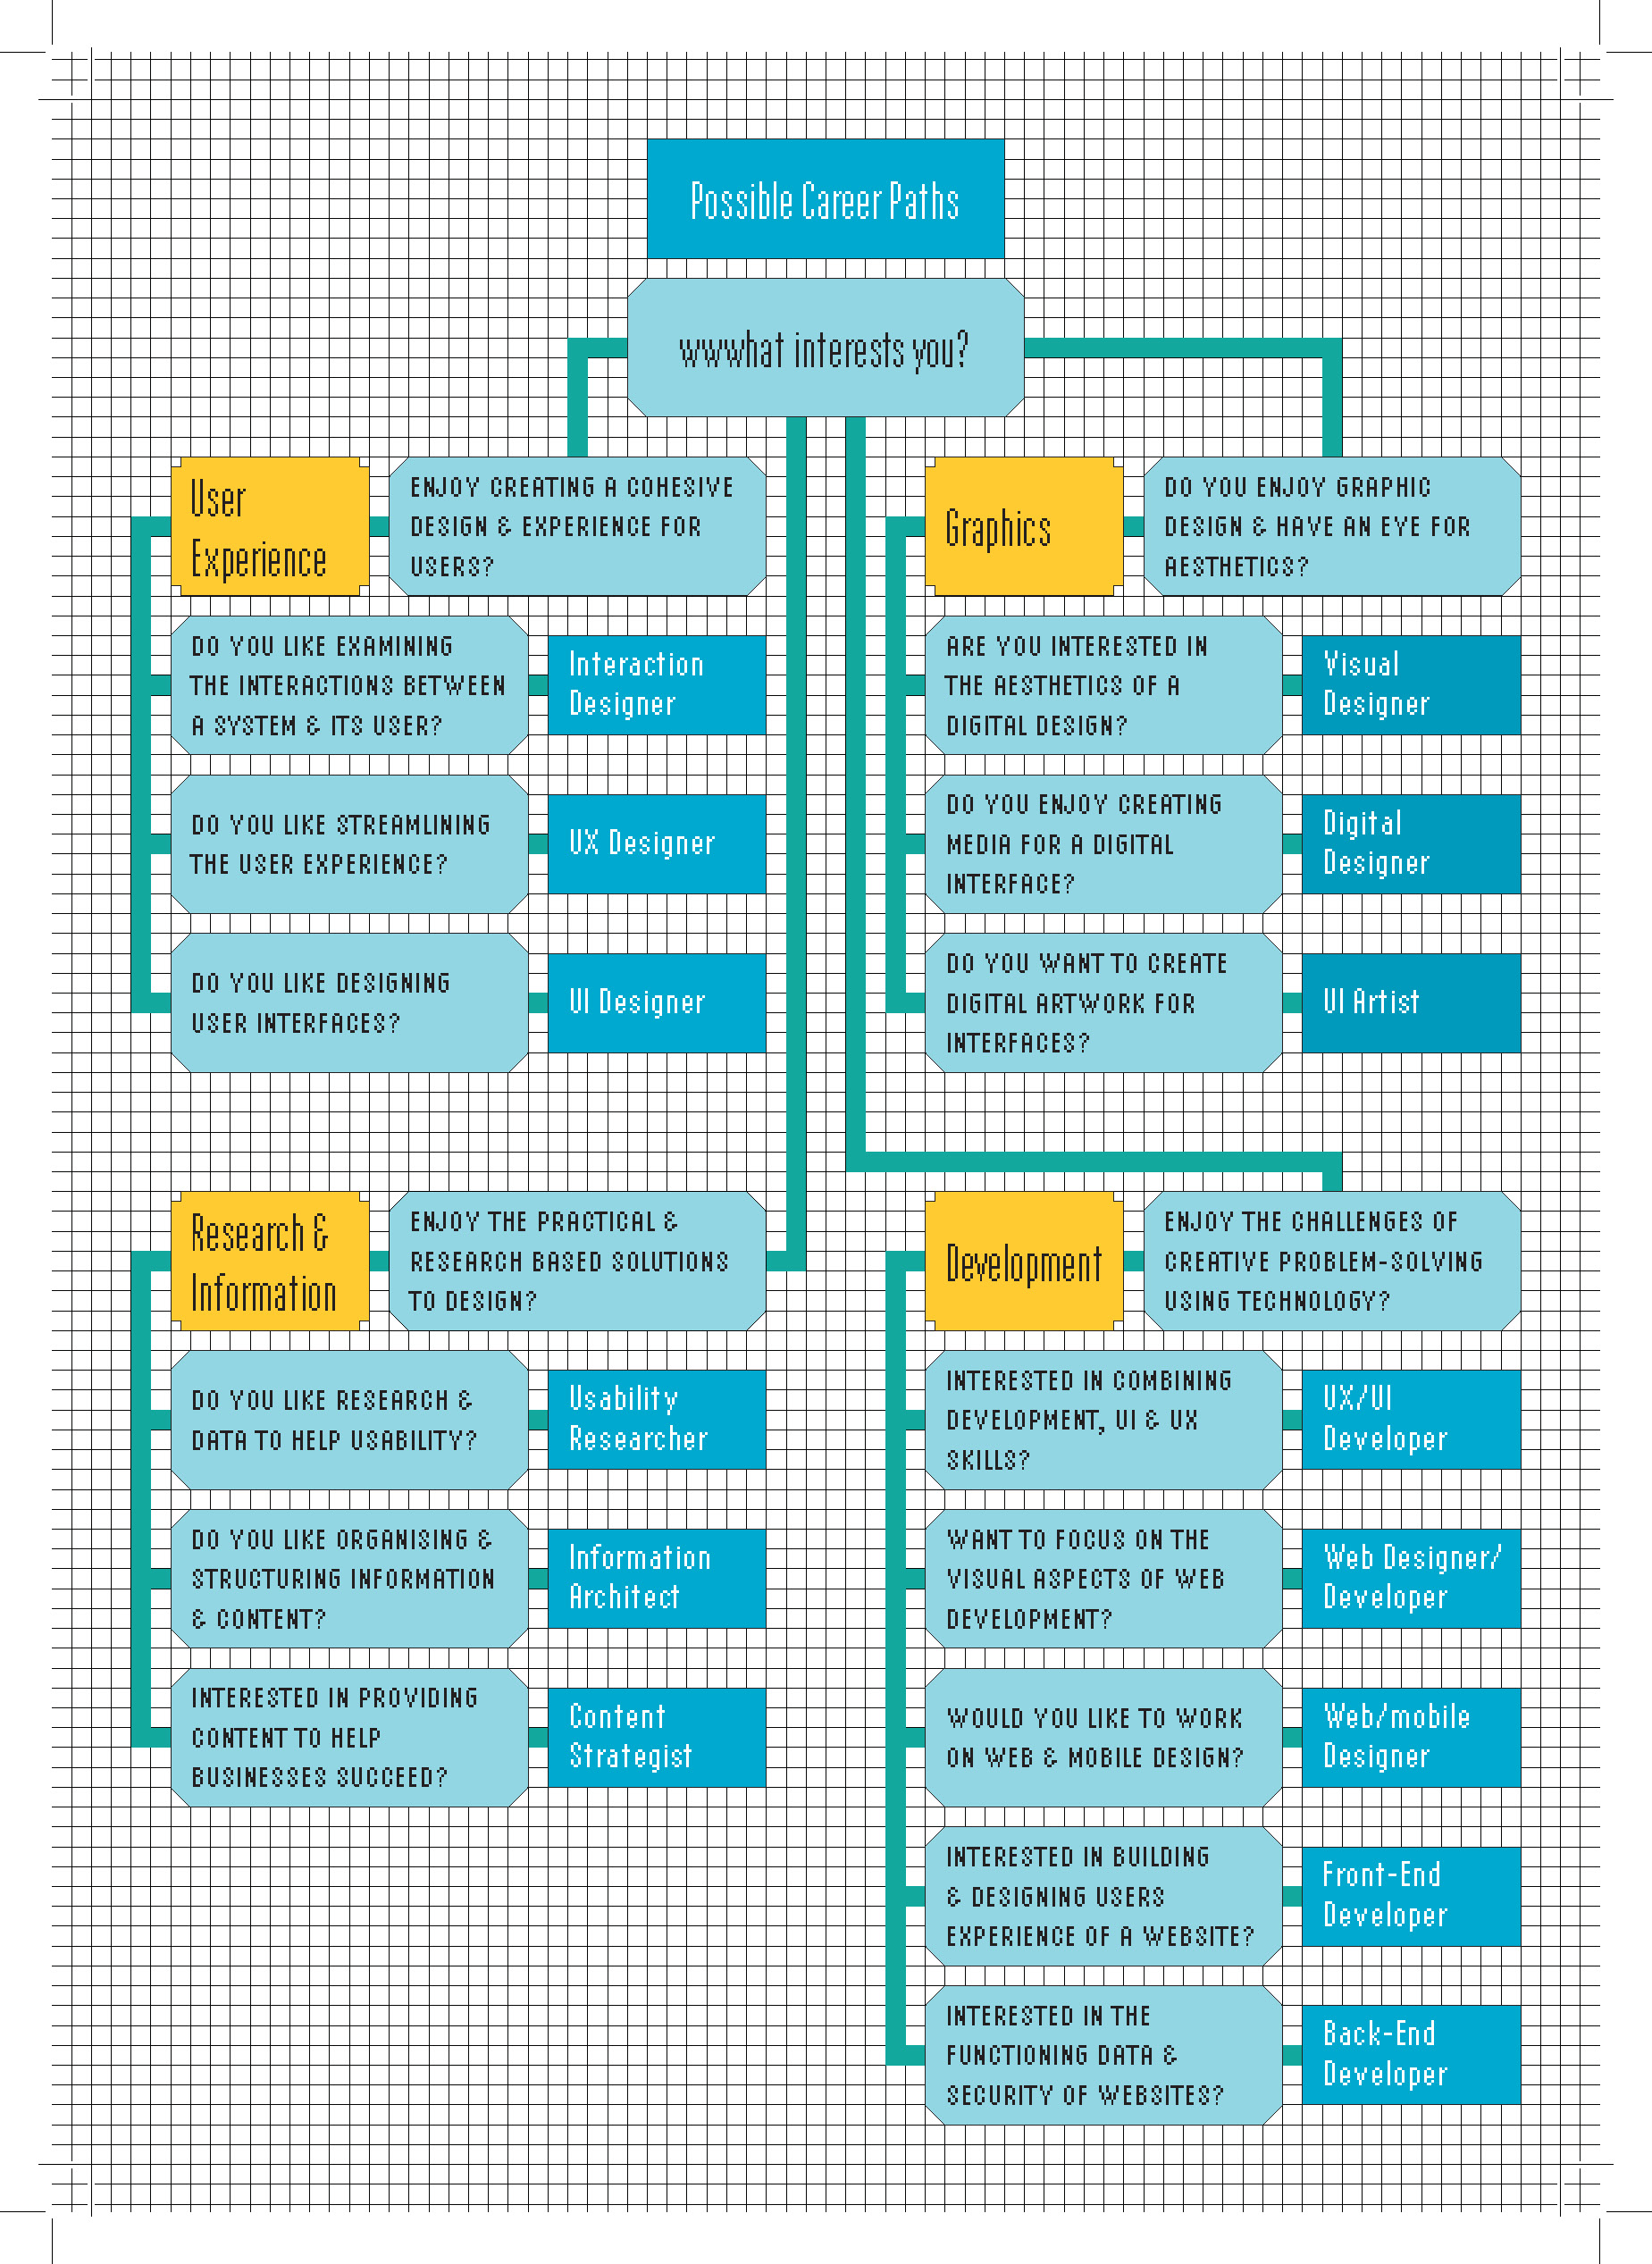 Possible Career Paths
wwwhat interests you?
User
Experience
ENJOY CREATING A COHESIVE
DESIGN & EXPERIENCE FOR
USERS?
DO YOU LIKE EXAMINING
THE INTERACTIONS BETWEEN
A SYSTEM & ITS USER?
Interaction
Designer
DO YOU LIKE STREAMLINING
THE USER EXPERIENCE?
UX Designer
DO YOU LIKE DESIGNING
USER INTERFACES?
UI Designer
Graphics
DO YOU ENJOY GRAPHIC
DESIGN & HAVE AN EYE FOR
AESTHETICS?
ARE YOU INTERESTED IN
THE AESTHETICS OF A
DIGITAL DESIGN?
Visual
Designer
DO YOU ENJOY CREATING
MEDIA FOR A DIGITAL
INTERFACE?
Digital
Designer
DO YOU WANT TO CREATE
DIGITAL ARTWORK FOR
INTERFACES?
UI Artist
Research &
Information
ENJOY THE PRACTICAL &
RESEARCH BASED SOLUTIONS
TO DESIGN?
DO YOU LIKE RESEARCH &
DATA TO HELP USABILITY?
Usability
Researcher
DO YOU LIKE ORGANISING &
STRUCTURING INFORMATION
& CONTENT?
Information
Architect
INTERESTED IN PROVIDING
CONTENT TO HELP
BUSINESSES SUCCEED?
Content
Strategist
Development
ENJOY THE CHALLENGES OF
CREATIVE PROBLEM-SOLVING
USING TECHNOLOGY?
INTERESTED IN COMBINING
DEVELOPMENT, UI & UX
SKILLS?
UX/UI
Developer
WANT TO FOCUS ON THE
VISUAL ASPECTS OF WEB
DEVELOPMENT?
Web Designer/
Developer
WOULD YOU LIKE TO WORK
ON WEB & MOBILE DESIGN?
Web/mobile
Designer
INTERESTED IN BUILDING
& DESIGNING USERS
EXPERIENCE OF A WEBSITE?
Front-End
Developer
INTERESTED IN THE
FUNCTIONING DATA &
SECURITY OF WEBSITES?
Back-End
Developer